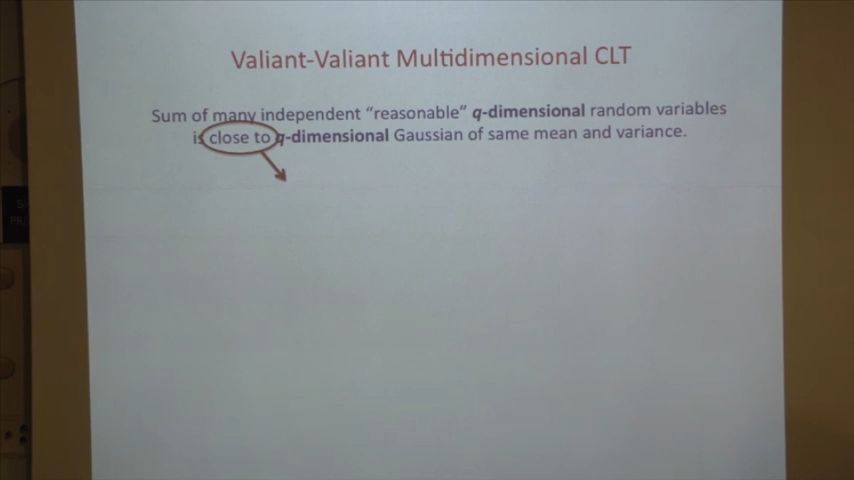 Valiant-Valiant Multidimensional CLT
Sum of many independent “reasonable” q-dimensional random variables
is close to q-dimensional Gaussian of same mean and variance.